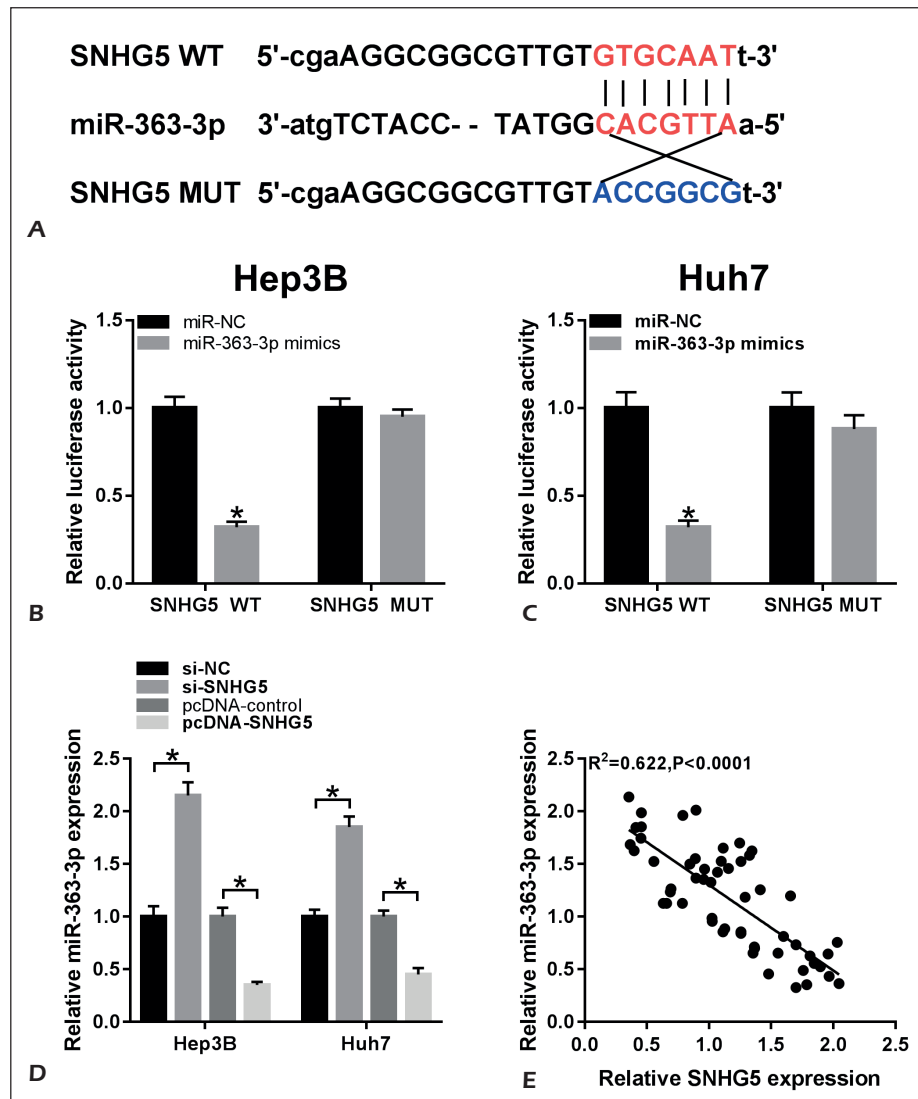 SNHG5 WT 5'-cgaAGGCGGCGTTGTGTGCAATt-3'
miR-363-3p 3'-atgTCTACC- - TATGGCACGTTAa-5'
SNHG5 MUT 5'-cgaAGGCGGCGTTGTACCGGCGt-3'
A
Hep3B
miR-NC
miR-363-3p mimics
Relative luciferase activity
1.5
1.0
0.5
0.0
*
SNHG5 WT
SNHG5 MUT
B
Huh7
miR-NC
miR-363-3p mimics
Relative luciferase activity
1.5
1.0
0.5
0.0
*
SNHG5 WT
SNHG5 MUT
C
si-NC
si-SNHG5
pcDNA-control
pcDNA-SNHG5
Relative miR-363-3p expression
2.5
2.0
1.5
1.0
0.5
0.0
*
*
*
*
Hep3B
Huh7
D
R²=0.622,P<0.0001
Relative miR-363-3p expression
2.5
2.0
1.5
1.0
0.5
0.0
0.0 0.5 1.0 1.5 2.0 2.5
Relative SNHG5 expression
E